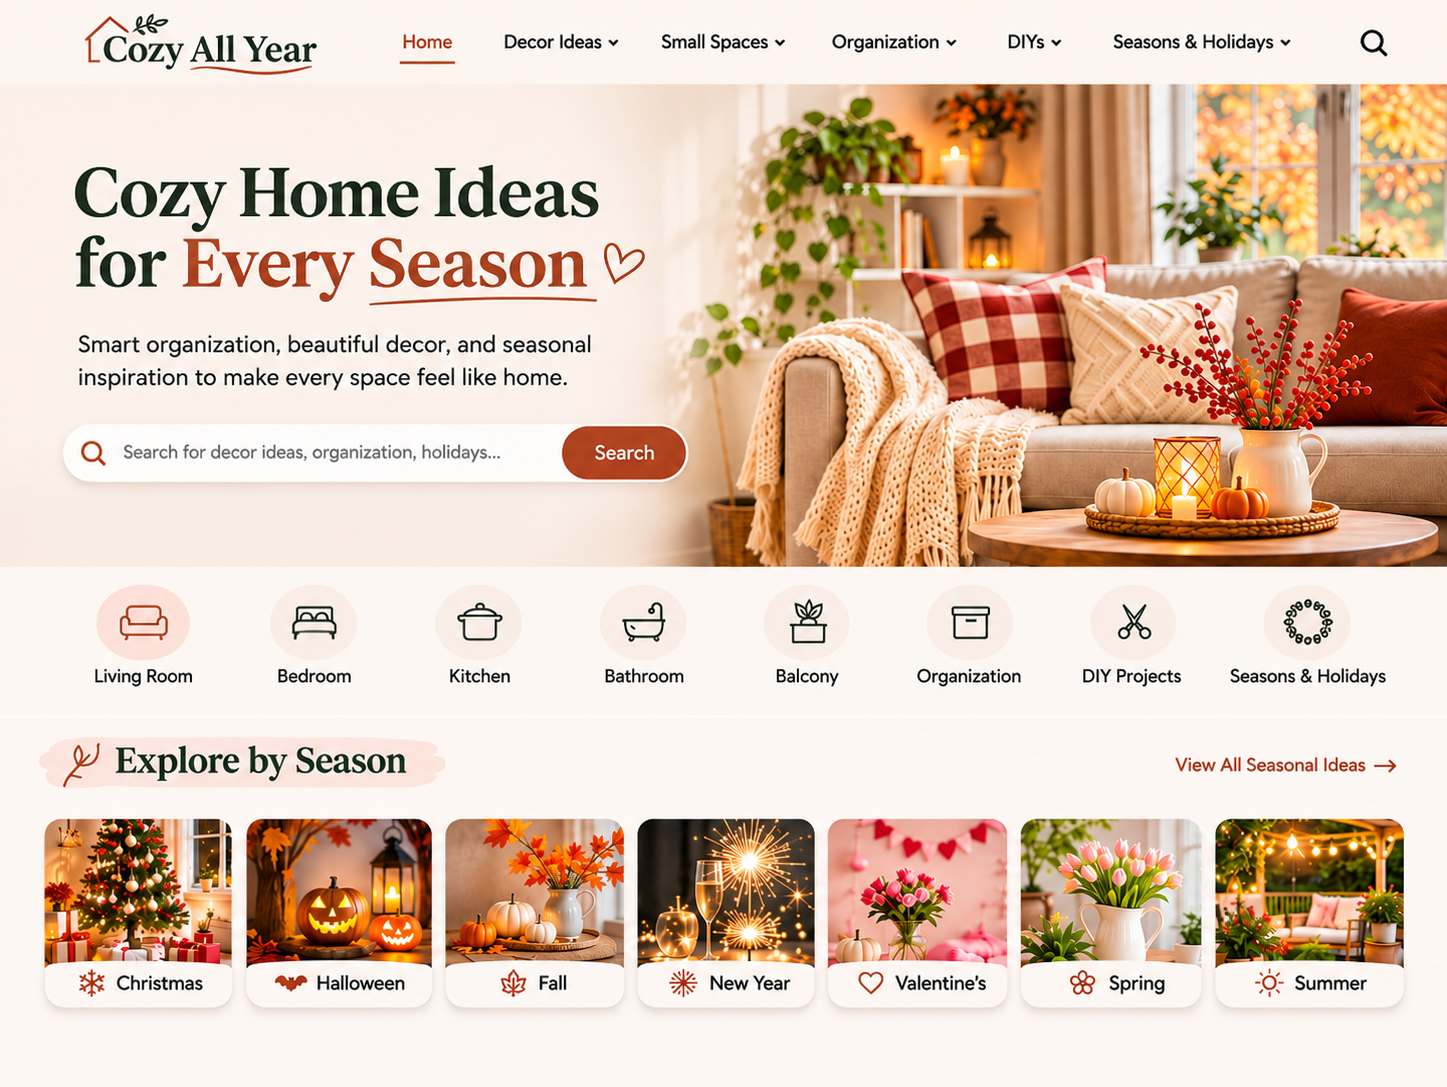 Cozy All Year
Home
Decor Ideas
Small Spaces
Organization
DIYs
Seasons & Holidays
Cozy Home Ideas
for Every Season
Smart organization, beautiful decor, and seasonal
inspiration to make every space feel like home.
Search for decor ideas, organization, holidays...
Search
Living Room
Bedroom
Kitchen
Bathroom
Balcony
Organization
DIY Projects
Seasons & Holidays
Explore by Season
View All Seasonal Ideas
Christmas
Halloween
Fall
New Year
Valentine's
Spring
Summer